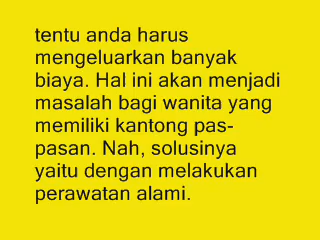 tentu anda harus
mengeluarkan banyak
biaya. Hal ini akan menjadi
masalah bagi wanita yang
memiliki kantong pas-
pasan. Nah, solusinya
yaitu dengan melakukan
perawatan alami.